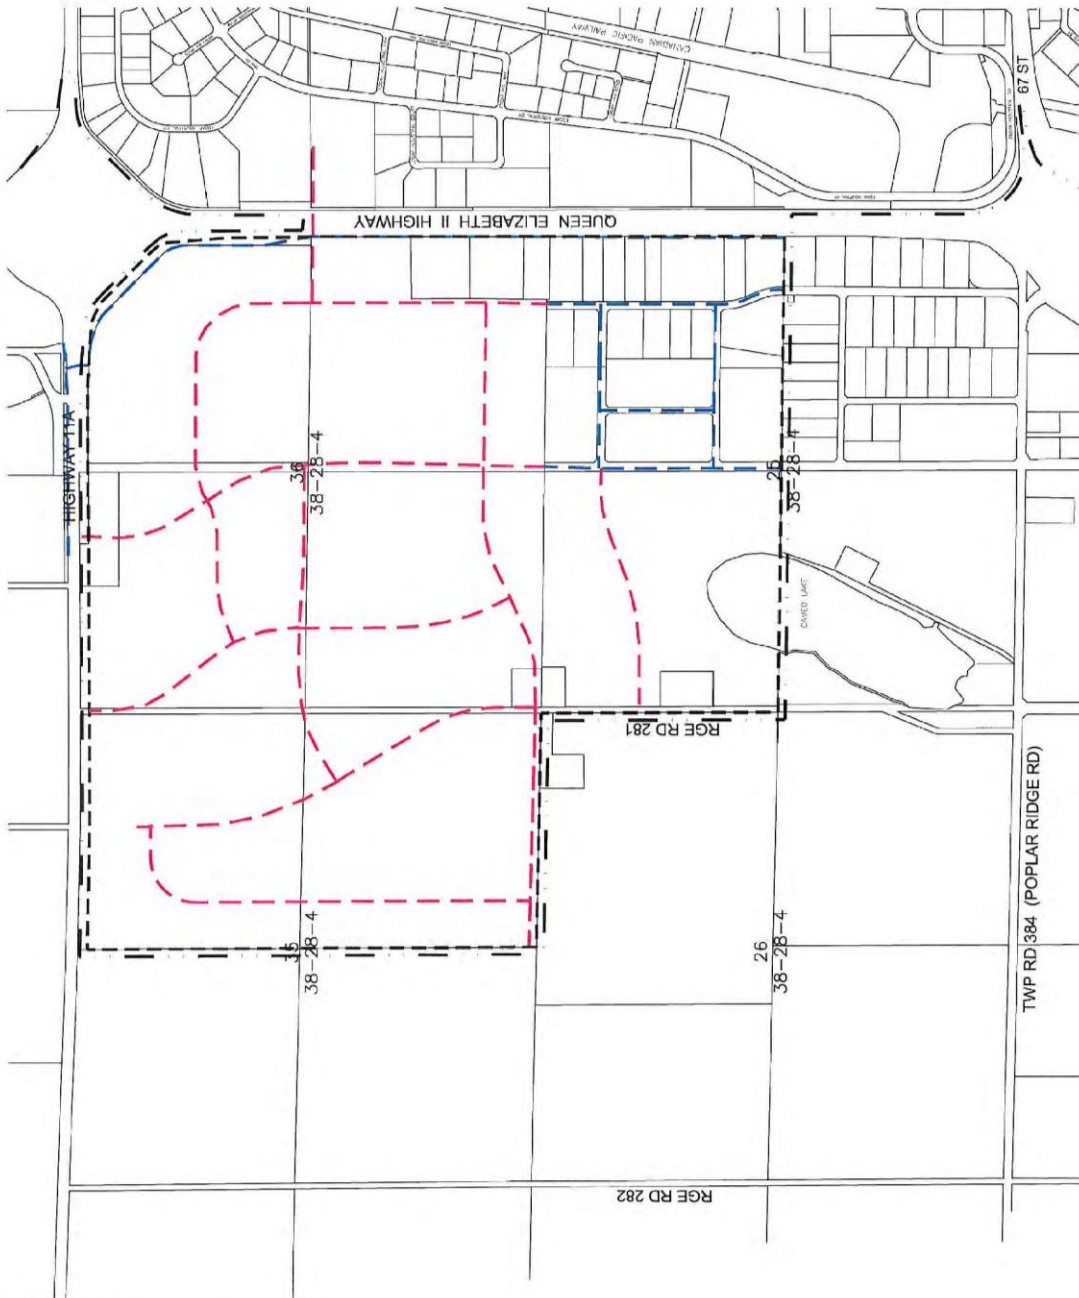 CANADIAN PACIFIC RAILWAY
67 ST
QUEEN ELIZABETH II HIGHWAY
HIGHWAY 11A
36
38-28-4
25
38-28-4
CAMEO LAKE
RGE RD 281
35
38-28-4
26
38-28-4
TWP RD 384 (POPLAR RIDGE RD)
RGE RD 282